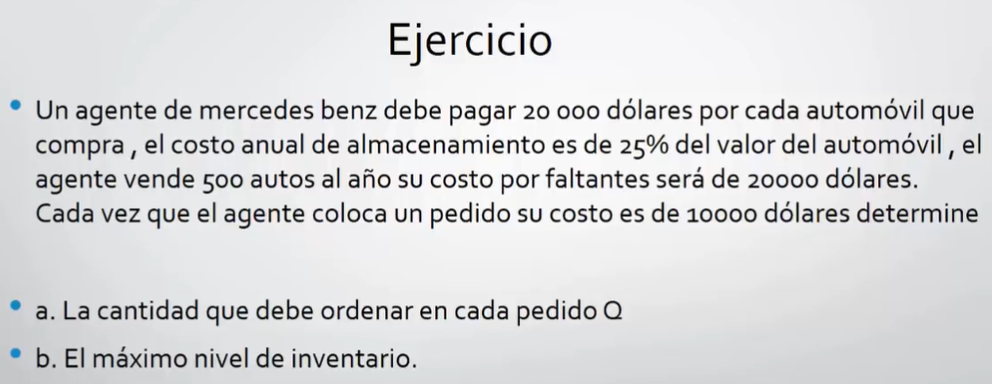 Ejercicio
• Un agente de mercedes benz debe pagar 20 000 dólares por cada automóvil que
compra , el costo anual de almacenamiento es de 25% del valor del automóvil , el
agente vende 500 autos al año su costo por faltantes será de 20000 dólares.
Cada vez que el agente coloca un pedido su costo es de 10000 dólares determine
• a. La cantidad que debe ordenar en cada pedido Q
• b. El máximo nivel de inventario.